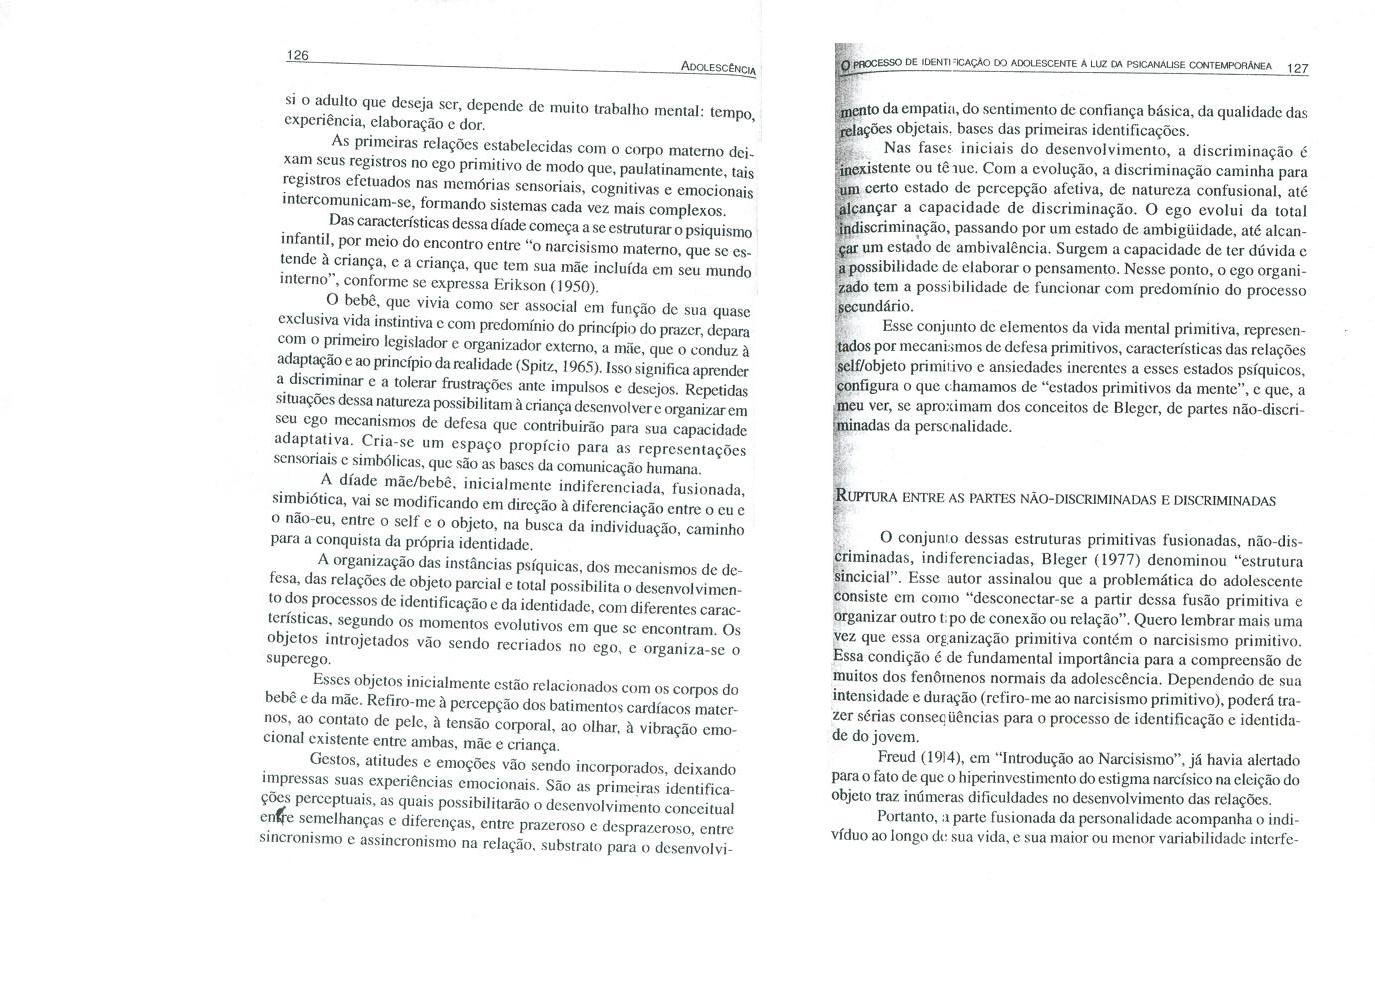 126
ADOLESCÊNCIA
si o adulto que deseja ser, depende de muito trabalho mental: tempo,
experiência, elaboração e dor.
As primeiras relações estabelecidas com o corpo materno dei-
xam seus registros no ego primitivo de modo que, paulatinamente, tais
registros efetuados nas memórias sensoriais, cognitivas e emocionais
intercomunicam-se, formando sistemas cada vez mais complexos.
Das características dessa díade começa a se estruturar o psiquismo
infantil, por meio do encontro entre “o narcisismo materno, que se es-
tende à criança, e a criança, que tem sua mãe incluída em seu mundo
interno”, conforme se expressa Erikson (1950).
O bebê, que vivia como ser associal em função de sua quase
exclusiva vida instintiva e com predomínio do princípio do prazer, depara
com o primeiro legislador e organizador externo, a mãe, que o conduz à
adaptação e ao princípio da realidade (Spitz, 1965). Isso significa aprender
a discriminar e a tolerar frustrações ante impulsos e desejos. Repetidas
situações dessa natureza possibilitam à criança desenvolver e organizar em
seu ego mecanismos de defesa que contribuirão para sua capacidade
adaptativa. Cria-se um espaço propício para as representações
sensoriais e simbólicas, que são as bases da comunicação humana.
A díade mãe/bebê, inicialmente indiferenciada, fusionada,
simbiótica, vai se modificando em direção à diferenciação entre o eu e
o não-eu, entre o self e o objeto, na busca da individuação, caminho
para a conquista da própria identidade.
A organização das instâncias psíquicas, dos mecanismos de de-
fesa, das relações de objeto parcial e total possibilita o desenvolvimen-
to dos processos de identificação e da identidade, com diferentes carac-
terísticas, segundo os momentos evolutivos em que se encontram. Os
objetos introjetados vão sendo recriados no ego, e organiza-se o
superego.
Esses objetos inicialmente estão relacionados com os corpos do
bebê e da mãe. Refiro-me à percepção dos batimentos cardíacos mater-
nos, ao contato de pele, à tensão corporal, ao olhar, à vibração emo-
cional existente entre ambas, mãe e criança.
Gestos, atitudes e emoções vão sendo incorporados, deixando
impressas suas experiências emocionais. São as primeiras identifica-
ções perceptuais, as quais possibilitarão o desenvolvimento conceitual
entre semelhanças e diferenças, entre prazeroso e desprazeroso, entre
sincronismo e assincronismo na relação, substrato para o desenvolvi-
O PROCESSO DE IDENTIFICAÇÃO DO ADOLESCENTE À LUZ DA PSICANÁLISE CONTEMPORÂNEA 127
mento da empatia, do sentimento de confiança básica, da qualidade das
relações objetais, bases das primeiras identificações.
Nas fases iniciais do desenvolvimento, a discriminação é
inexistente ou tênue. Com a evolução, a discriminação caminha para
um certo estado de percepção afetiva, de natureza confusional, até
alcançar a capacidade de discriminação. O ego evolui da total
indiscriminação, passando por um estado de ambigüidade, até alcan-
çar um estado de ambivalência. Surgem a capacidade de ter dúvida e
a possibilidade de elaborar o pensamento. Nesse ponto, o ego organi-
zado tem a possibilidade de funcionar com predomínio do processo
secundário.
Esse conjunto de elementos da vida mental primitiva, represen-
tados por mecanismos de defesa primitivos, características das relações
self/objeto primitivo e ansiedades inerentes a esses estados psíquicos,
configura o que chamamos de “estados primitivos da mente”, e que, a
meu ver, se aproximam dos conceitos de Bleger, de partes não-discri-
minadas da personalidade.
RUPTURA ENTRE AS PARTES NÃO-DISCRIMINADAS E DISCRIMINADAS
O conjunto dessas estruturas primitivas fusionadas, não-dis-
criminadas, indiferenciadas, Bleger (1977) denominou “estrutura
sincicial”. Esse autor assinalou que a problemática do adolescente
consiste em como “desconectar-se a partir dessa fusão primitiva e
organizar outro tipo de conexão ou relação”. Quero lembrar mais uma
vez que essa organização primitiva contém o narcisismo primitivo.
Essa condição é de fundamental importância para a compreensão de
muitos dos fenômenos normais da adolescência. Dependendo de sua
intensidade e duração (refiro-me ao narcisismo primitivo), poderá tra-
zer sérias conseqüências para o processo de identificação e identida-
de do jovem.
Freud (1914), em “Introdução ao Narcisismo”, já havia alertado
para o fato de que o hiperinvestimento do estigma narcísico na eleição do
objeto traz inúmeras dificuldades no desenvolvimento das relações.
Portanto, a parte fusionada da personalidade acompanha o indi-
víduo ao longo de sua vida, e sua maior ou menor variabilidade interfe-